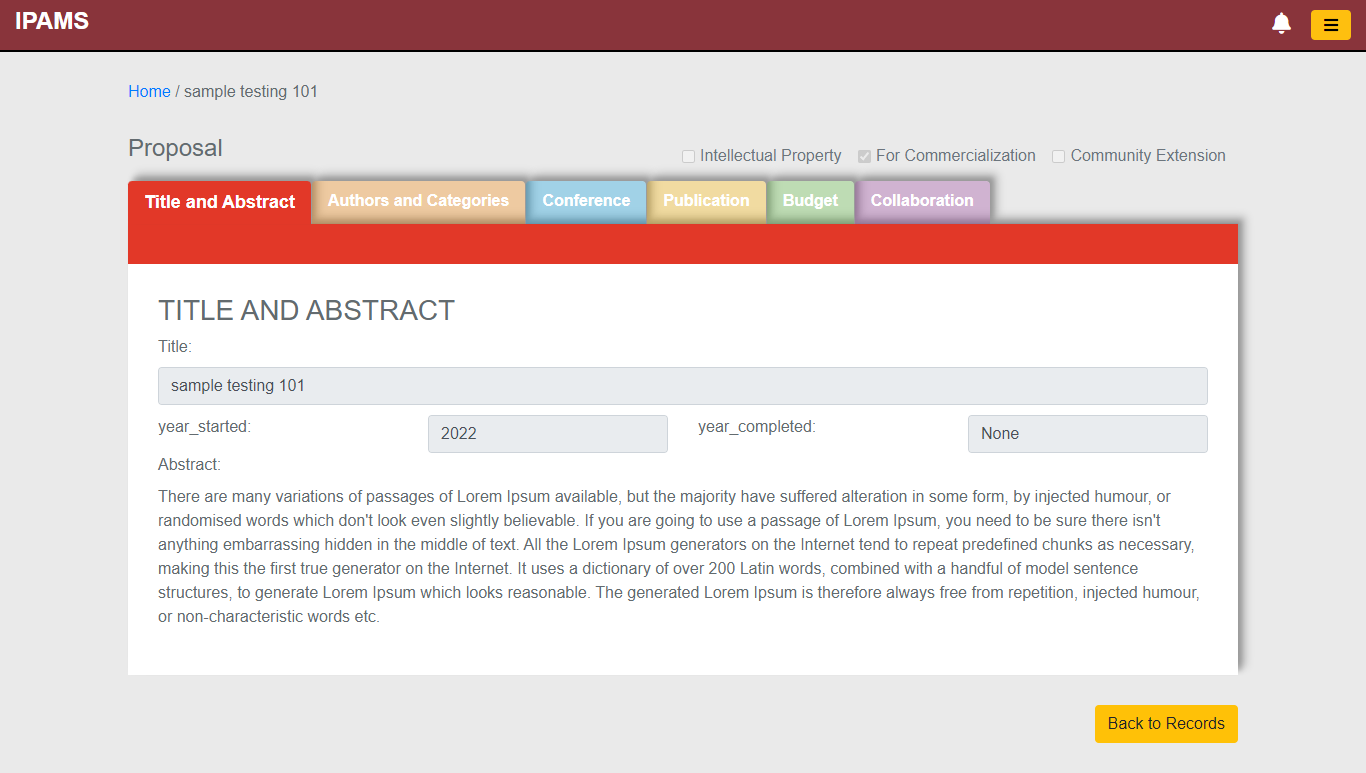 IPAMS
Home / sample testing 101
Proposal
Intellectual Property For Commercialization Community Extension
Title and Abstract Authors and Categories Conference Publication Budget Collaboration
TITLE AND ABSTRACT
Title:
sample testing 101
year_started: 2022 year_completed: None
Abstract:
There are many variations of passages of Lorem Ipsum available, but the majority have suffered alteration in some form, by injected humour, or
randomised words which don't look even slightly believable. If you are going to use a passage of Lorem Ipsum, you need to be sure there isn't
anything embarrassing hidden in the middle of text. All the Lorem Ipsum generators on the Internet tend to repeat predefined chunks as necessary,
making this the first true generator on the Internet. It uses a dictionary of over 200 Latin words, combined with a handful of model sentence
structures, to generate Lorem Ipsum which looks reasonable. The generated Lorem Ipsum is therefore always free from repetition, injected humour,
or non-characteristic words etc.
Back to Records